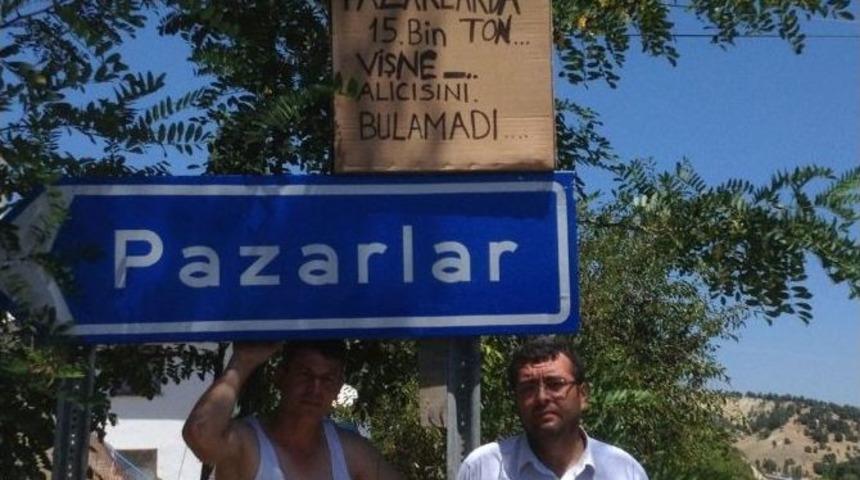 PAZARLARDA
15.Bin TON...
VİŞNE _..
ALICISINI.
BULAMADI....
Pazarlar